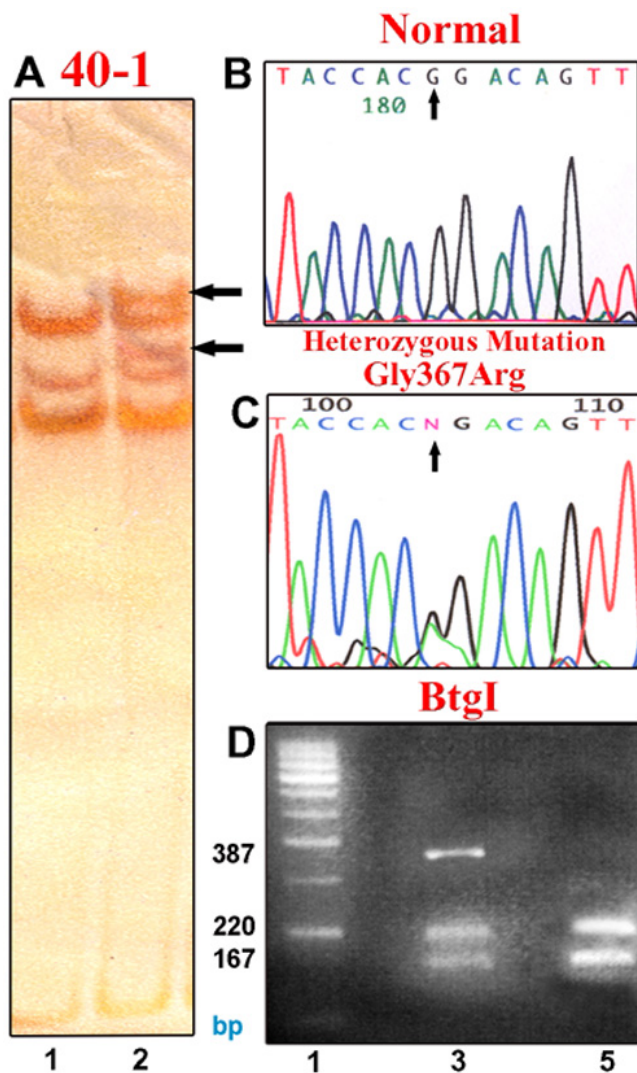 A 40-1
1 2
Normal
B
T A C C A C G G A C A G T T
180
Heterozygous Mutation
Gly367Arg
C
100 110
T A C C A C N G A C A G T T
BtgI
D
387
220
167
bp
1 3 5